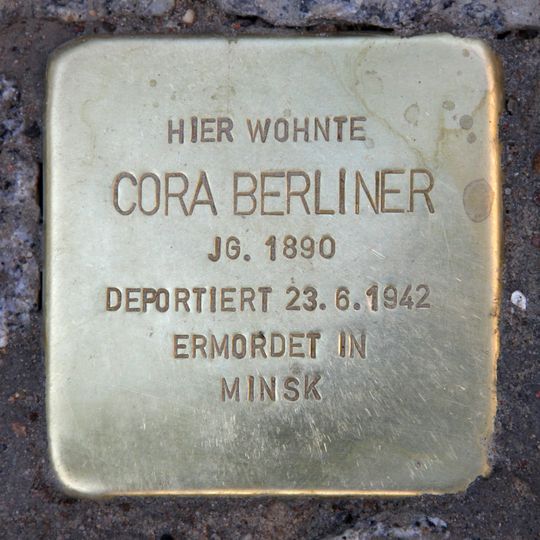 HIER WOHNTE
CORA BERLINER
JG. 1890
DEPORTIERT 23.6.1942
ERMORDET IN
MINSK